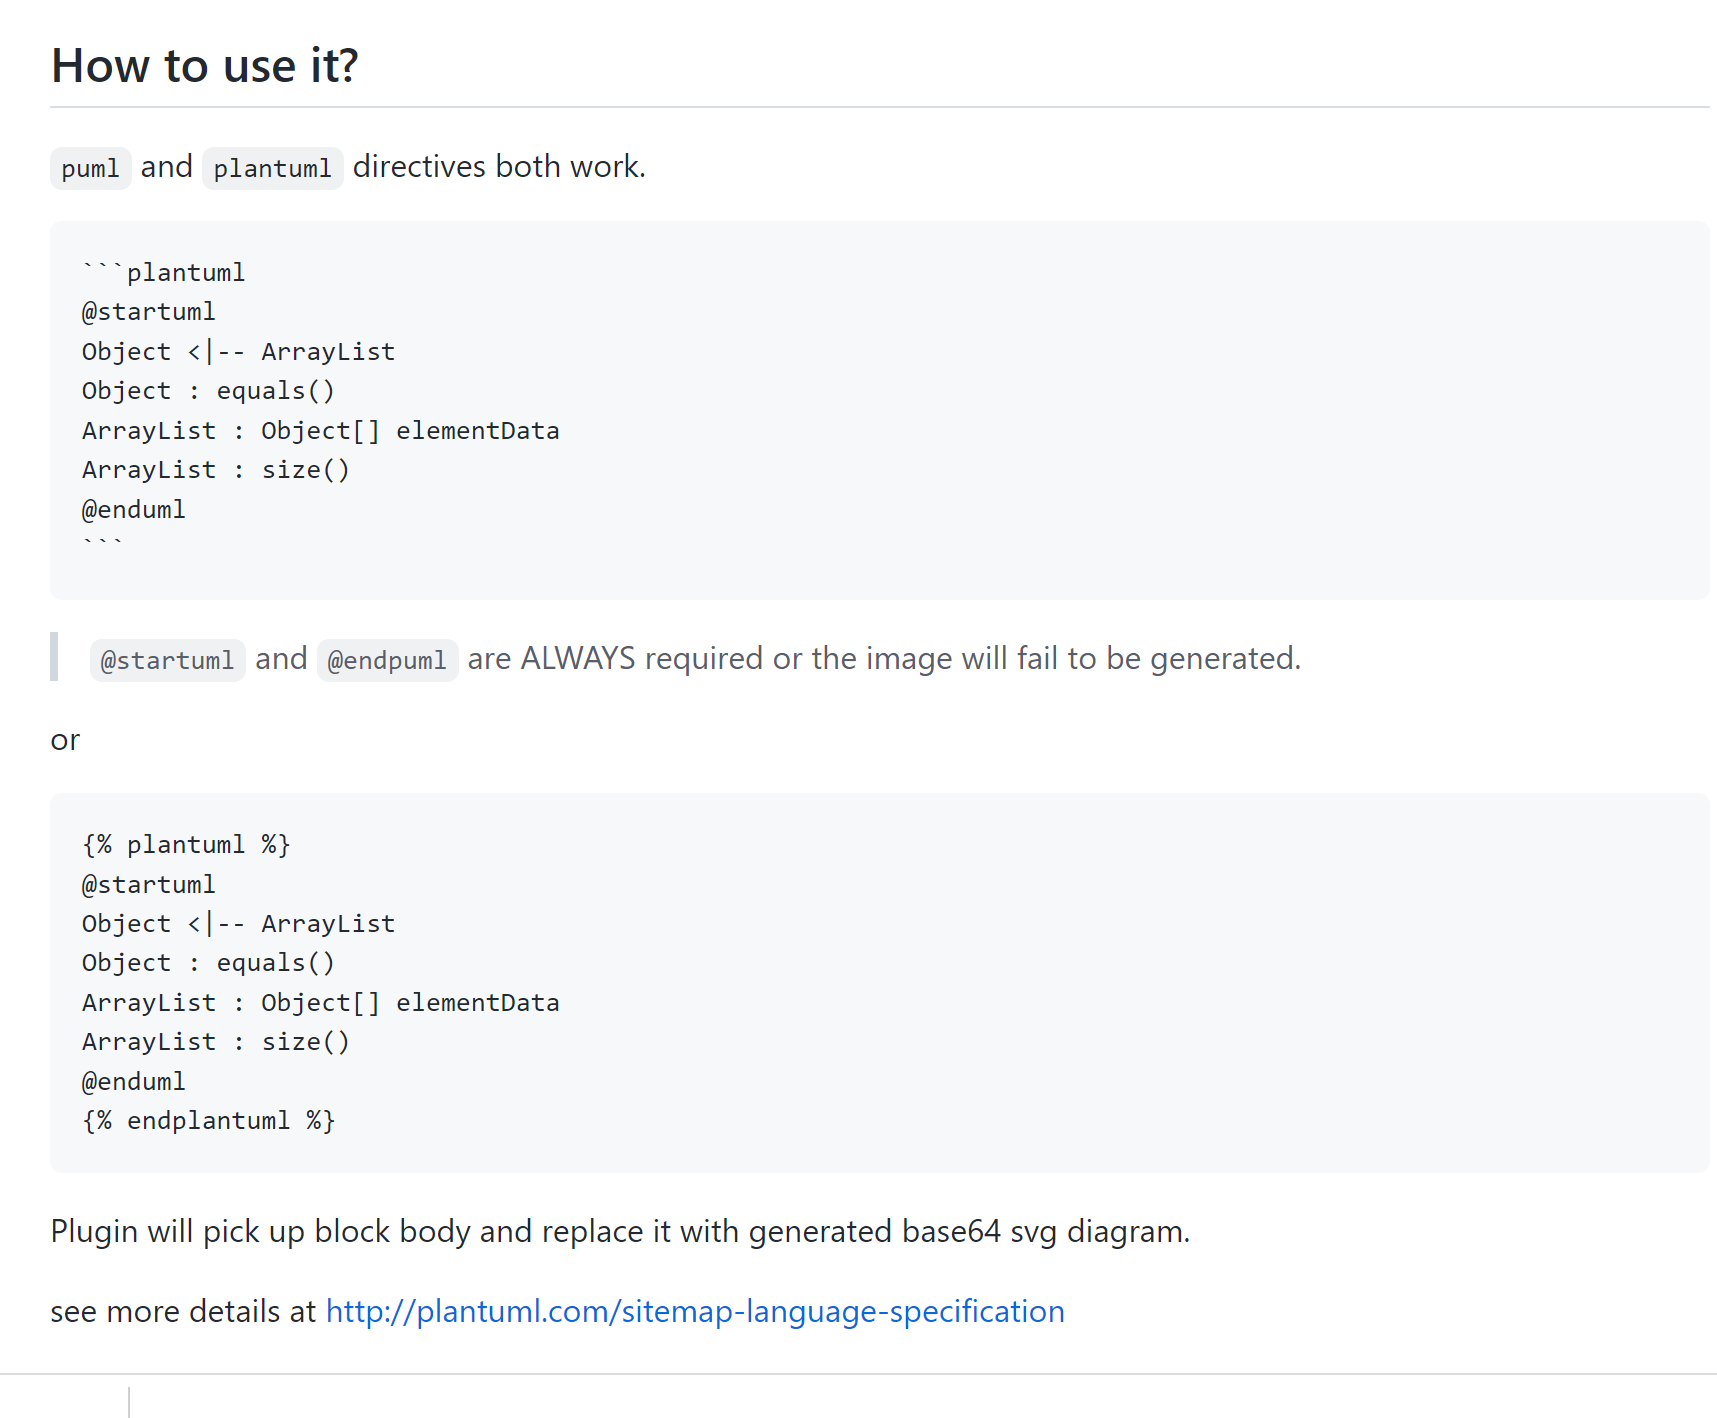 How to use it?
puml and plantuml directives both work.
```plantuml
@startuml
Object <|-- ArrayList
Object : equals()
ArrayList : Object[] elementData
ArrayList : size()
@enduml
```
@startuml and @endpuml are ALWAYS required or the image will fail to be generated.
or
{% plantuml %}
@startuml
Object <|-- ArrayList
Object : equals()
ArrayList : Object[] elementData
ArrayList : size()
@enduml
{% endplantuml %}
Plugin will pick up block body and replace it with generated base64 svg diagram.
see more details at http://plantuml.com/sitemap-language-specification